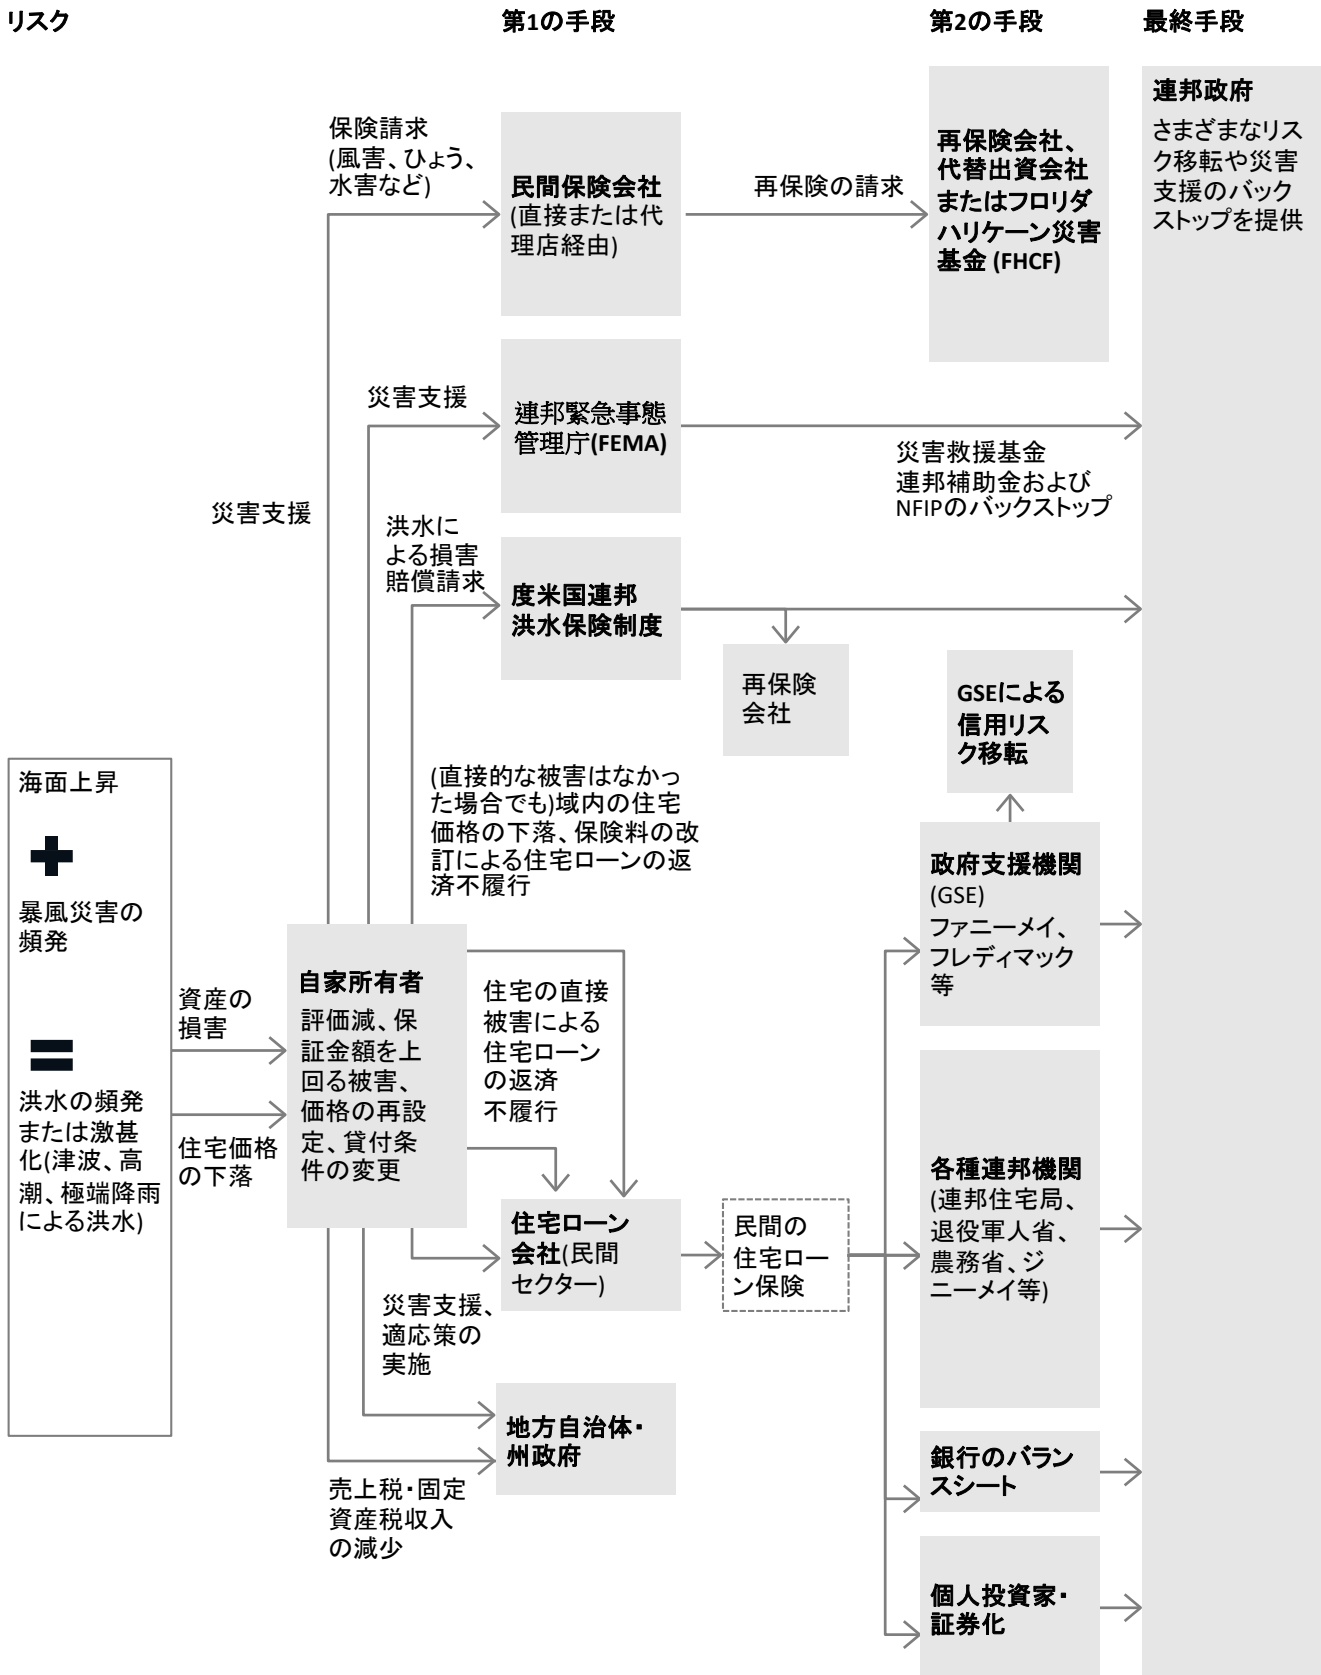 リスク
第1の手段
第2の手段
最終手段
連邦政府
さまざまなリス
ク移転や災害
支援のバック
ストップを提供
保険請求
(風害、ひょう、
水害など)
民間保険会社
(直接または代
理店経由)
再保険の請求
再保険会社、
代替出資会社
またはフロリダ
ハリケーン災害
基金 (FHCF)
災害支援
連邦緊急事態
管理庁(FEMA)
災害救援基金
連邦補助金および
NFIPのバックストップ
災害支援
洪水に
よる損害
賠償請求
度米国連邦
洪水保険制度
再保険
会社
GSEによる
信用リス
ク移転
海面上昇
+
暴風災害の
頻発
=
洪水の頻発
または激甚
化(津波、高
潮、極端降雨
による洪水)
資産の
損害
住宅価格
の下落
(直接的な被害はなかっ
た場合でも)域内の住宅
価格の下落、保険料の改
訂による住宅ローンの返
済不履行
自家所有者
評価減、保
証金額を上
回る被害、
価格の再設
定、貸付条
件の変更
住宅の直接
被害による
住宅ローン
の返済
不履行
政府支援機関
(GSE)
ファニーメイ、
フレディマック
等
住宅ローン
会社(民間
セクター)
民間の
住宅ロー
ン保険
各種連邦機関
(連邦住宅局、
退役軍人省、
農務省、ジ
ニーメイ等)
災害支援、
適応策の
実施
地方自治体・
州政府
売上税・固定
資産税収入
の減少
銀行のバラン
スシート
個人投資家・
証券化